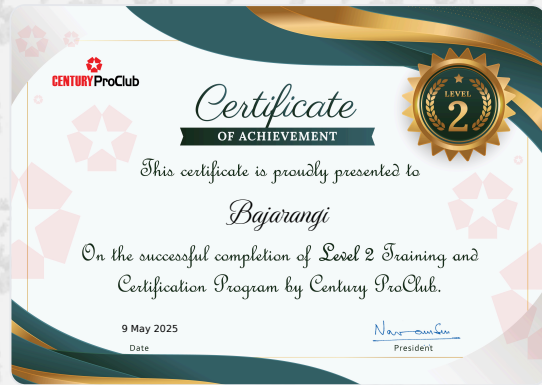 CENTURY ProClub
LEVEL
2
Certificate
OF ACHIEVEMENT
This certificate is proudly presented to
Bajarangi
On the successful completion of Level 2 Training and
Certification Program by Century ProClub.
9 May 2025
Date
President